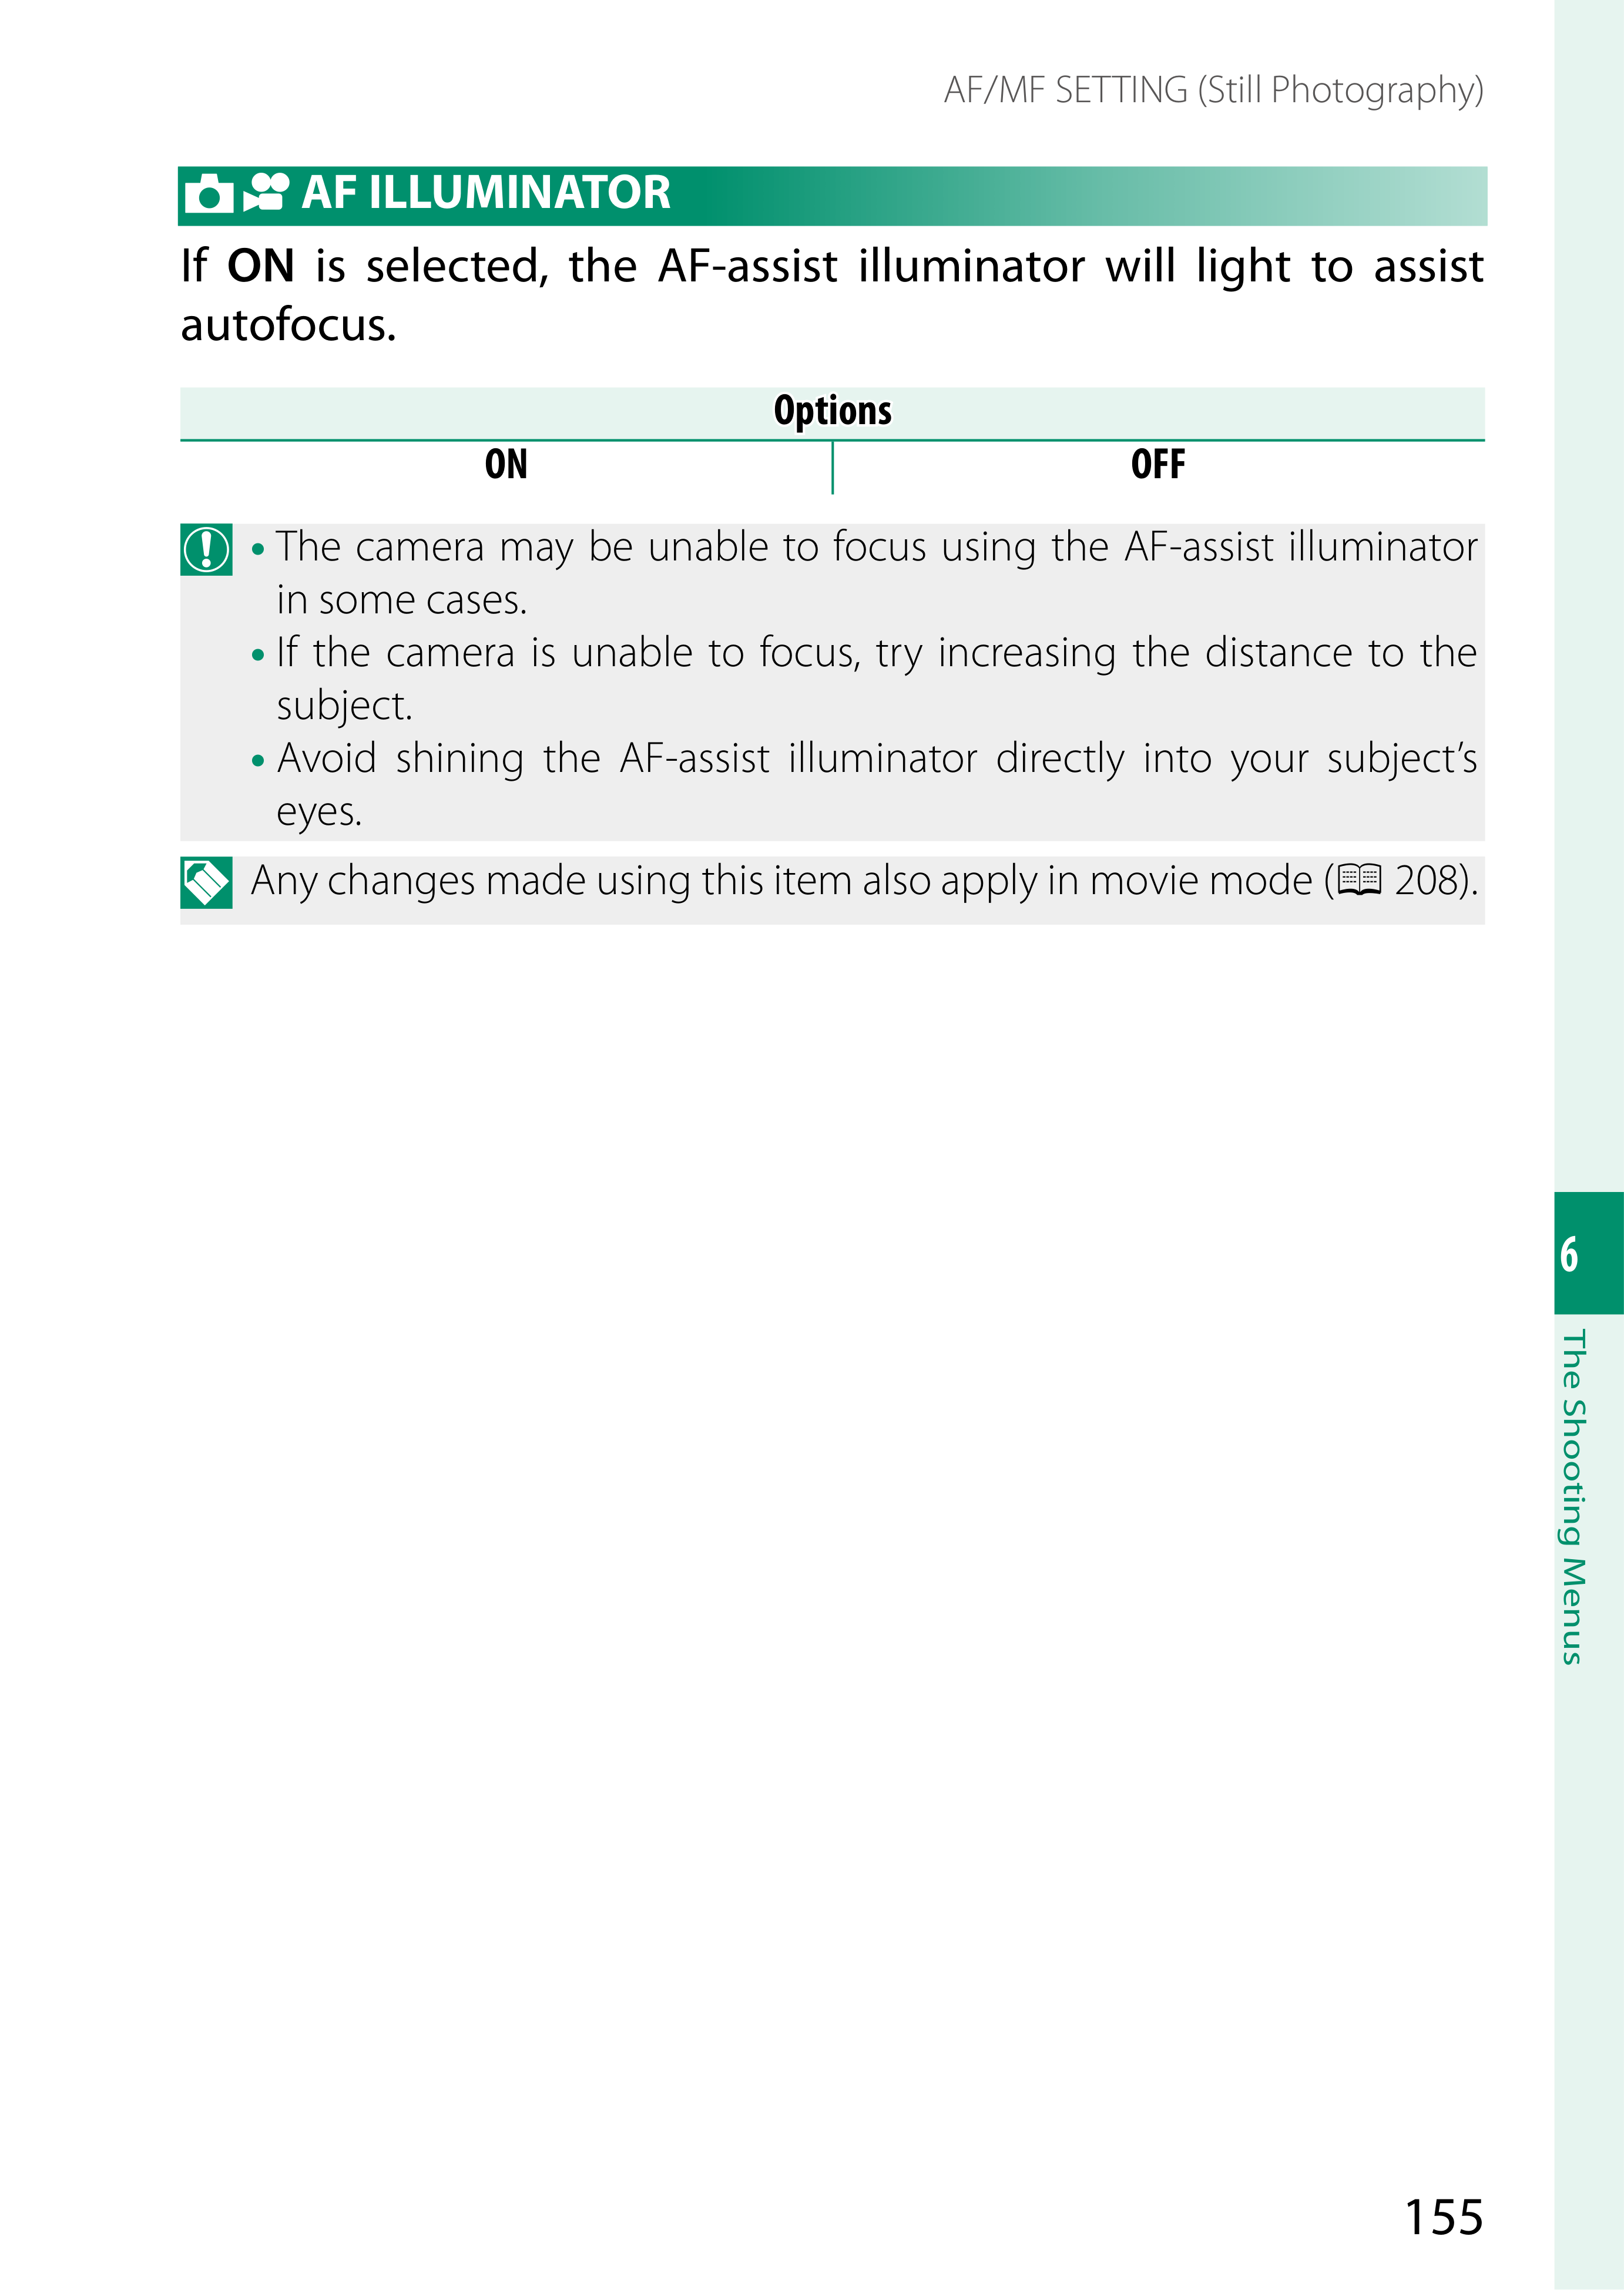 AF/MF SETTING (Still Photography)
AF ILLUMINATOR
If ON is selected, the AF-assist illuminator will light to assist
autofocus.
Options
ON OFF
• The camera may be unable to focus using the AF-assist illuminator
in some cases.
• If the camera is unable to focus, try increasing the distance to the
subject.
• Avoid shining the AF-assist illuminator directly into your subject’s
eyes.
Any changes made using this item also apply in movie mode ( 208).
6
The Shooting Menus
155